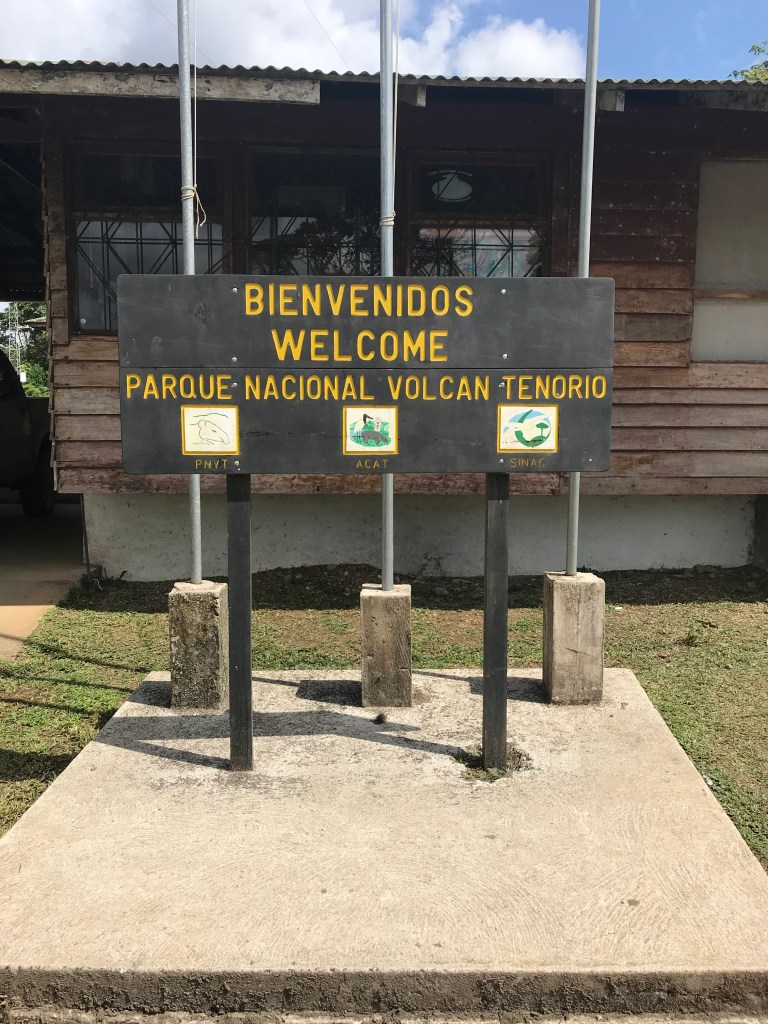 BIENVENIDOS
WELCOME
PARQUE NACIONAL VOLCAN TENORIO
PNVT ACAT SINAC